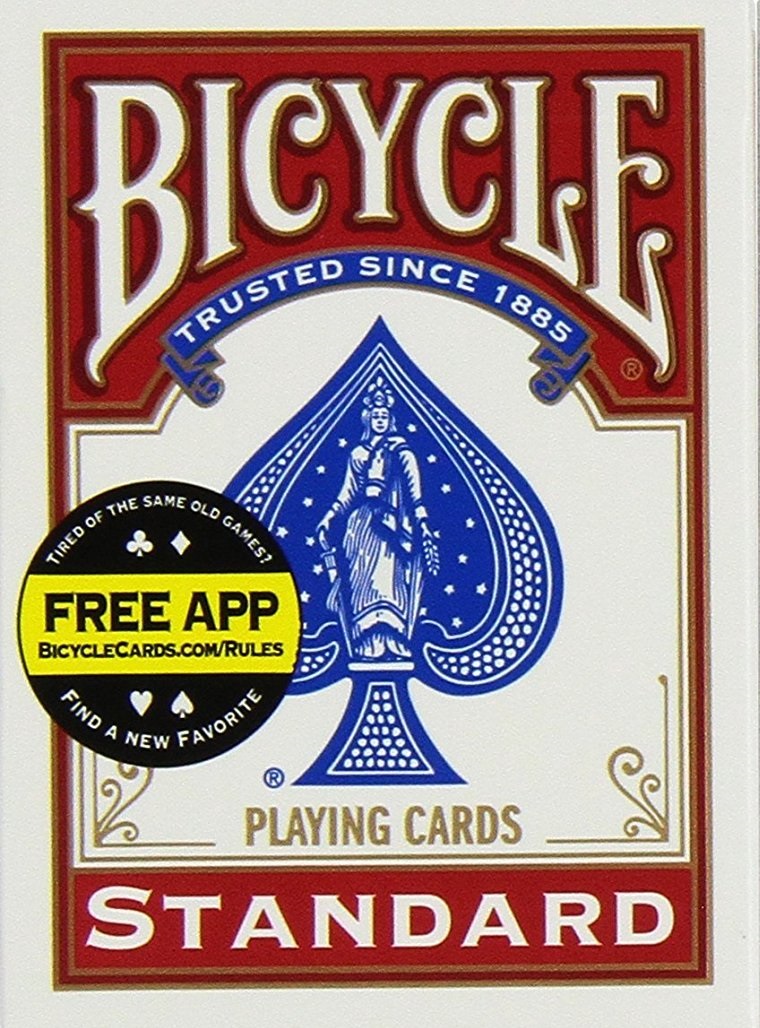 BICYCLE
®
TRUSTED SINCE 1885
TIRED OF THE SAME OLD GAMES?
FREE APP
BICYCLECARDS.COM/RULES
FIND A NEW FAVORITE
®
PLAYING CARDS
STANDARD